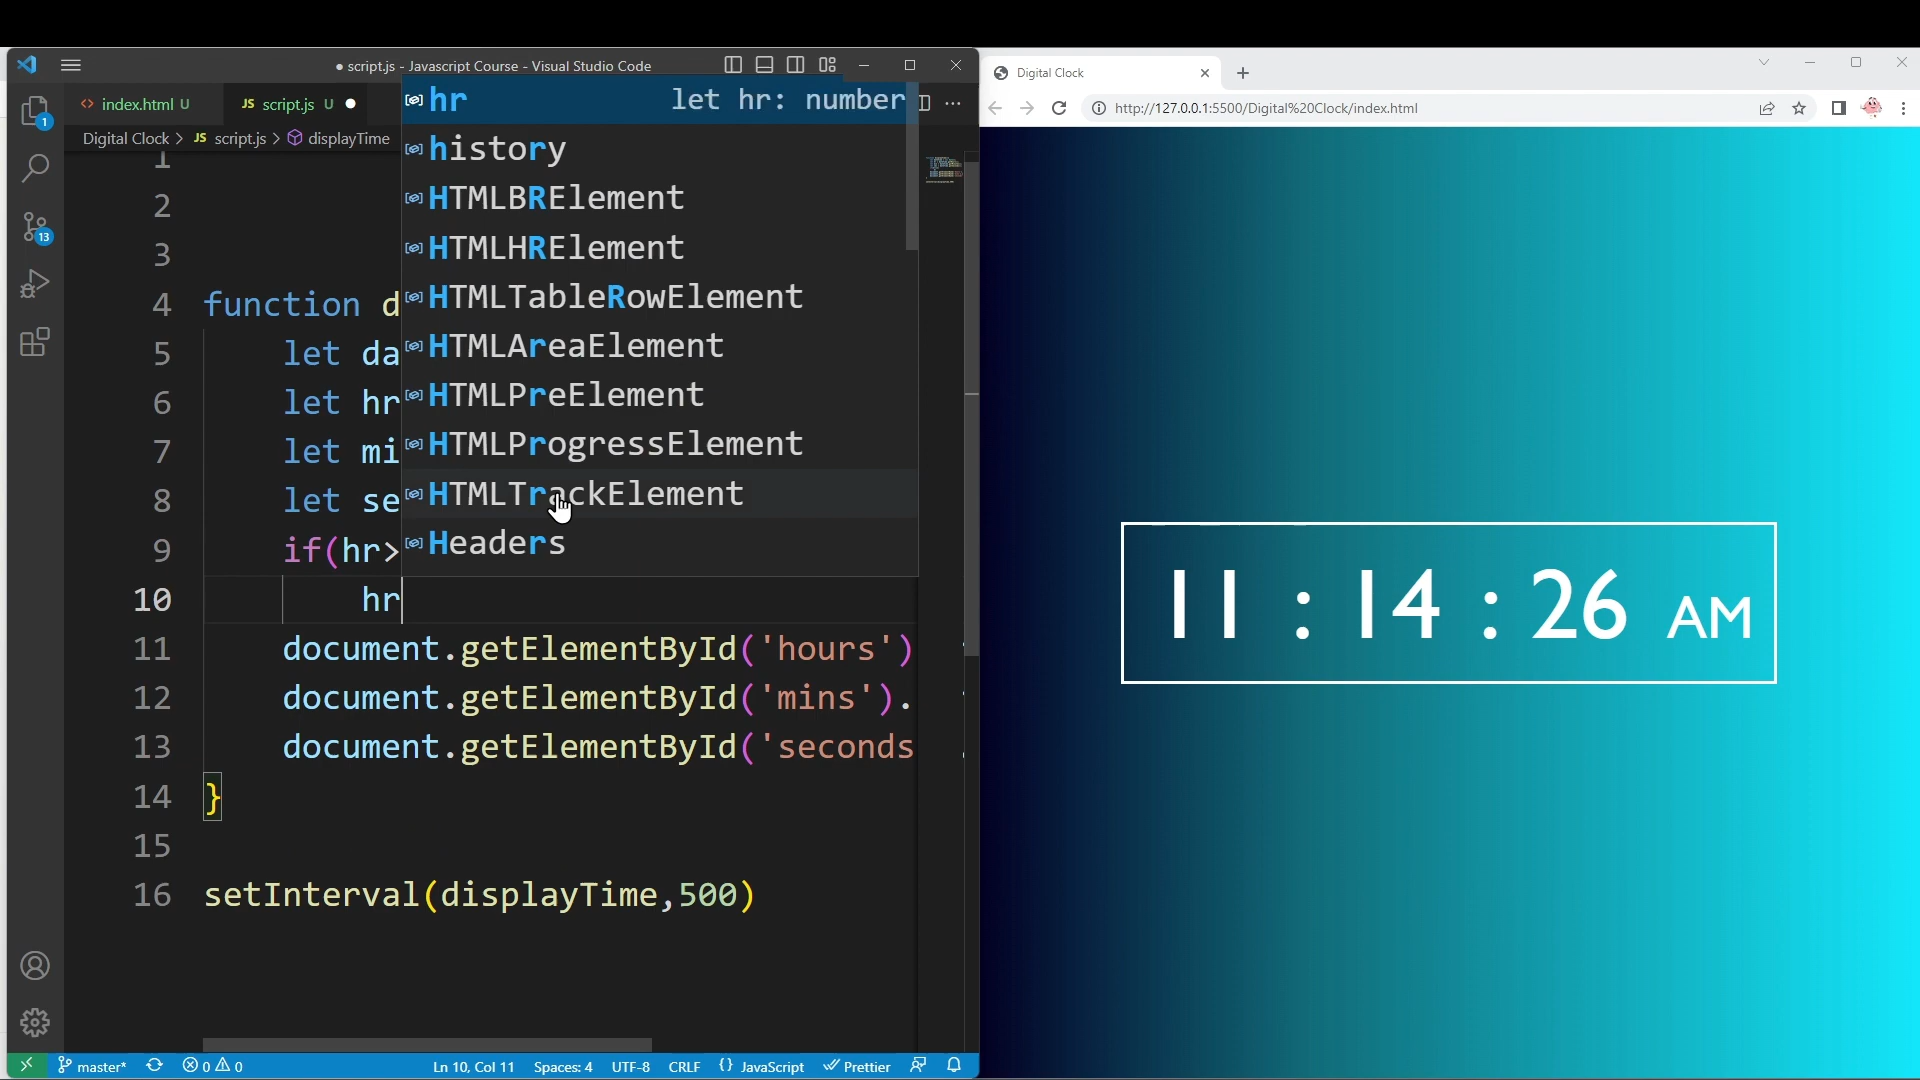 ● script.js - Javascript Course - Visual Studio Code
index.html U
JS script.js U ●
Digital Clock > JS script.js > displayTime
hr let hr: number
history
HTMLBRElement
HTMLHRElement
HTMLTableRowElement
HTMLAreaElement
HTMLPreElement
HTMLProgressElement
HTMLTrackElement
Headers
1
2
3
4 function d
5 let da
6 let hr
7 let mi
8 let se
9 if(hr>
10 hr
11 document.getElementById('hours')
12 document.getElementById('mins').
13 document.getElementById('seconds
14 }
15
16 setInterval(displayTime,500)
1
13
master*
0 0
Ln 10, Col 11
Spaces: 4
UTF-8
CRLF
{} JavaScript
Prettier
Digital Clock
http://127.0.0.1:5500/Digital%20Clock/index.html
11 : 14 : 26 AM